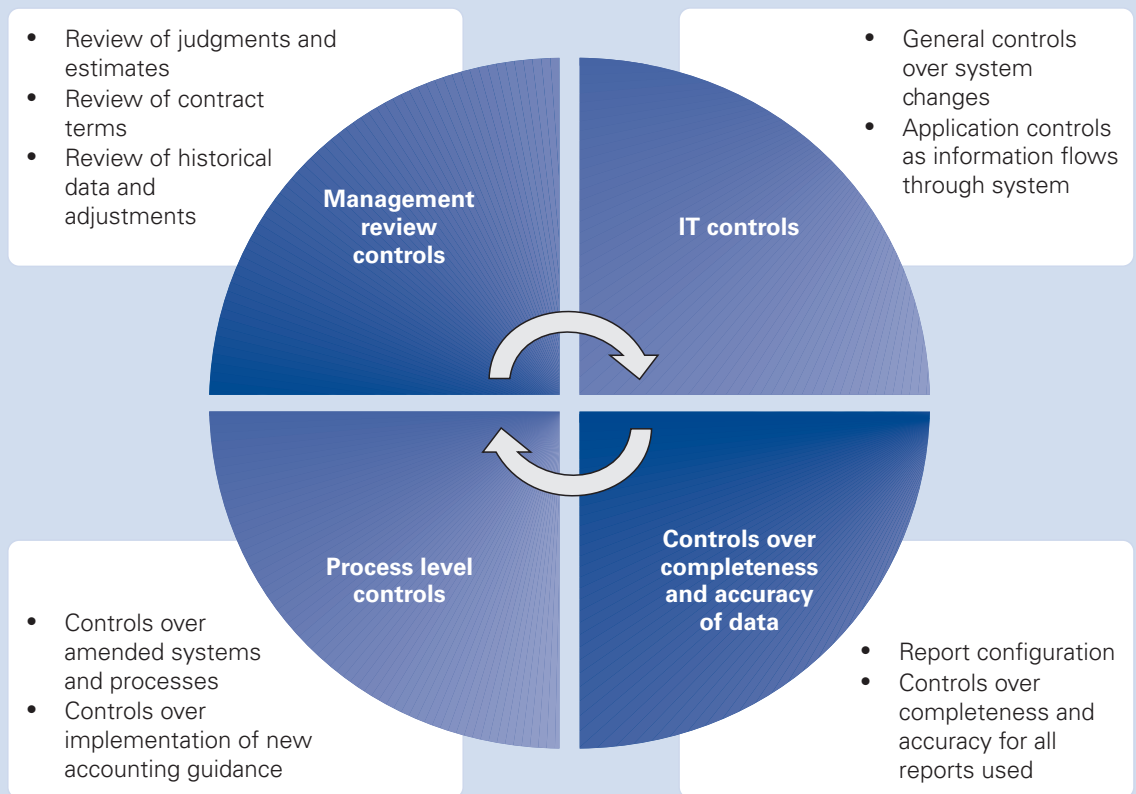 • Review of judgments and
estimates
• Review of contract
terms
• Review of historical
data and
adjustments
Management
review
controls
• General controls
over system
changes
• Application controls
as information flows
through system
IT controls
Process level
controls
• Controls over
amended systems
and processes
• Controls over
implementation of new
accounting guidance
Controls over
completeness
and accuracy
of data
• Report configuration
• Controls over
completeness and
accuracy for all
reports used